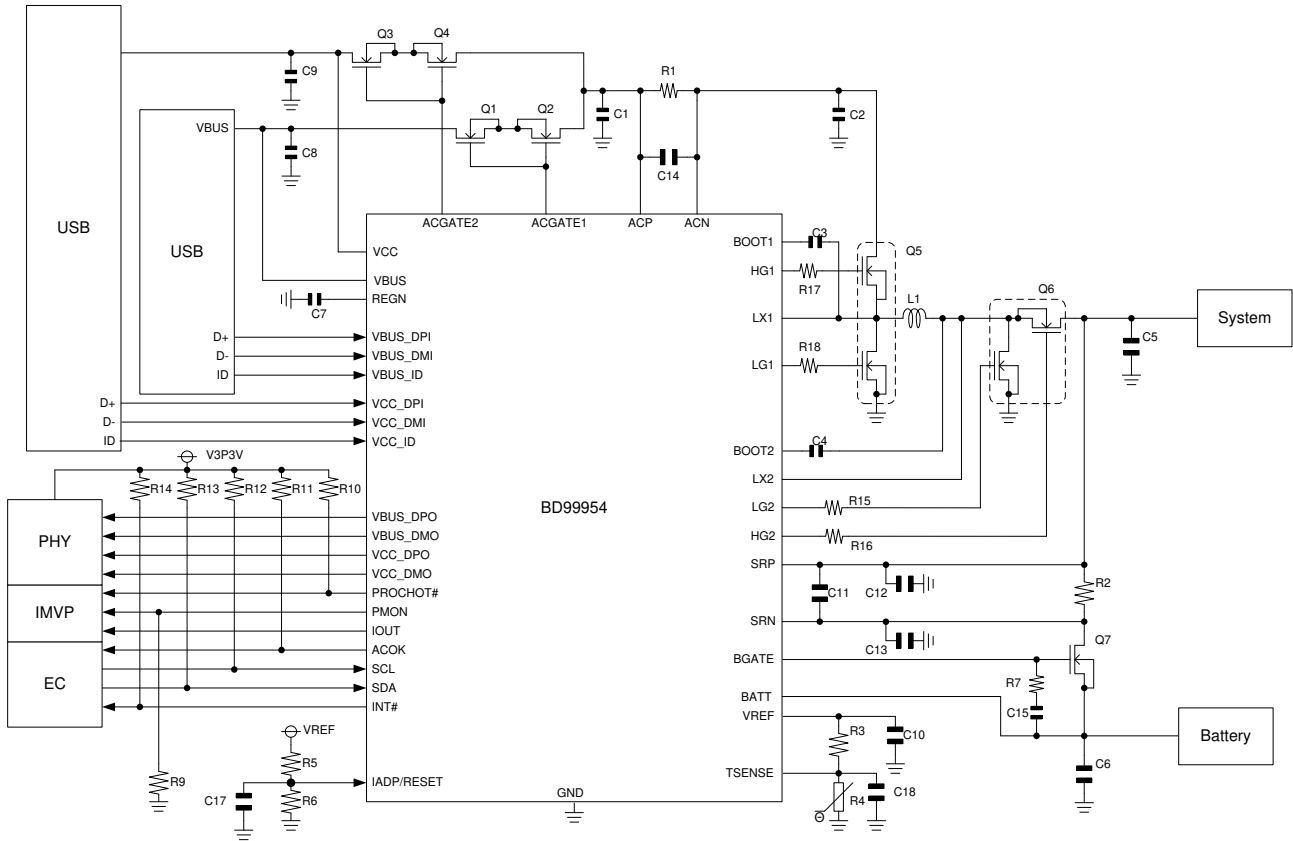 Q3
Q4
C9
R1
C1
C2
Q1
Q2
VBUS
C8
C14
USB
USB
ACGATE2
ACGATE1
ACP
ACN
VCC
VBUS
REGN
C7
VBUS_DPI
VBUS_DMI
VBUS_ID
VCC_DPI
VCC_DMI
VCC_ID
D+
D-
ID
D+
D-
ID
BOOT1
C3
HG1
R17
Q5
LX1
L1
Q6
System
C5
LG1
R18
BOOT2
C4
LX2
LG2
R15
HG2
R16
V3P3V
R14
R13
R12
R11
R10
BD99954
PHY
IMVP
EC
VBUS_DPO
VBUS_DMO
VCC_DPO
VCC_DMO
PROCHOT#
PMON
IOUT
ACOK
SCL
SDA
INT#
SRP
C11
C12
R2
SRN
C13
Q7
BGATE
R7
BATT
C15
VREF
R3
C10
Battery
C6
TSENSE
R4
C18
Θ
VREF
R5
R9
C17
R6
IADP/RESET
GND